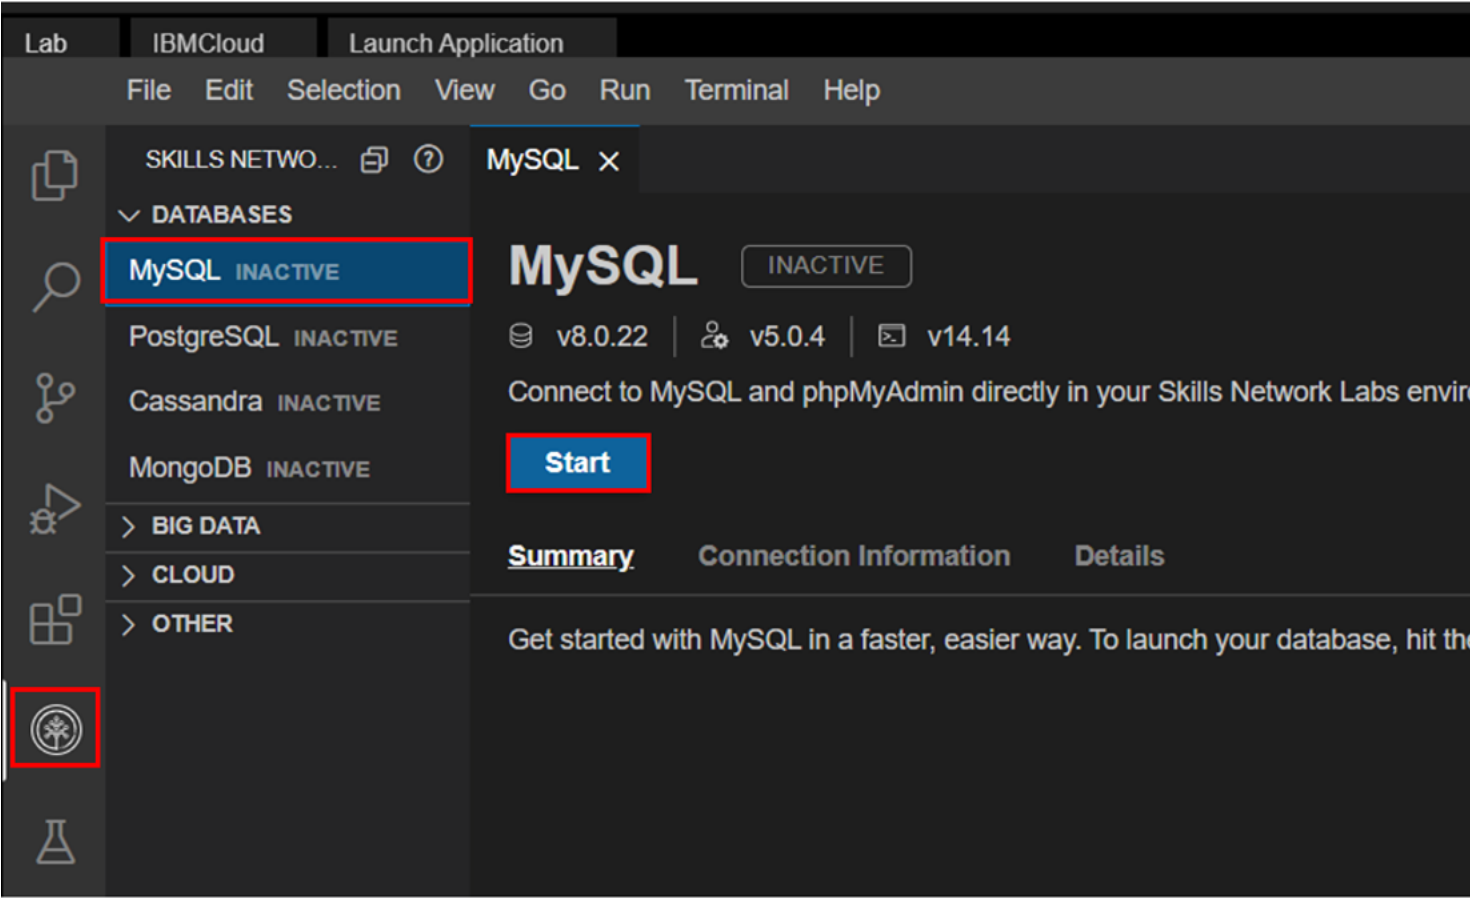 Lab IBMCloud Launch Application
File Edit Selection View Go Run Terminal Help
SKILLS NETWO... ?
MySQL ×
DATABASES
MySQL INACTIVE
PostgreSQL INACTIVE
Cassandra INACTIVE
MongoDB INACTIVE
BIG DATA
CLOUD
OTHER
MySQL INACTIVE
v8.0.22 v5.0.4 v14.14
Connect to MySQL and phpMyAdmin directly in your Skills Network Labs envir
Start
Summary Connection Information Details
Get started with MySQL in a faster, easier way. To launch your database, hit the